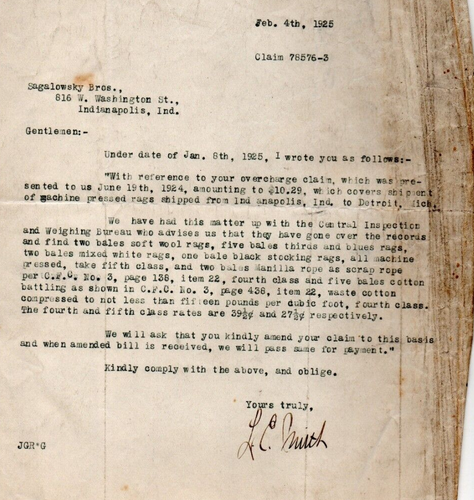 Feb. 4th, 1925
Claim 78576-3
Sagalowsky Bros.,
816 W. Washington St.,
Indianapolis, Ind.
Gentlemen:-
Under date of Jan. 8th, 1925, I wrote you as follows:-
"With reference to your overcharge claim, which was pre-
sented to us June 19th, 1924, amounting to $10.29, which covers shipment
of machine pressed rags shipped from Indianapolis, Ind. to Detroit, Mich.
We have had this matter up with the Central Inspection
and Weighing Bureau who advises us that they have gone over the records
and find two bales soft wool rags, five bales thirds and blues rags,
two bales mixed white rags, one bale black stocking rags, all machine
pressed, take fifth class, and two bales Manilla rope as scrap rope
per C.F.C. No. 3, page 138, item 22, fourth class and five bales cotton
battling as shown in C.F.C. No. 3, page 438, item 22, waste cotton
compressed to not less than fifteen pounds per cubic foot, fourth class.
The fourth and fifth class rates are 39½¢ and 27½¢ respectively.
We will ask that you kindly amend your claim to this basis
and when amended bill is received, we will pass same for payment."
Kindly comply with the above, and oblige.
Yours truly,
L C Smith
JGR*G